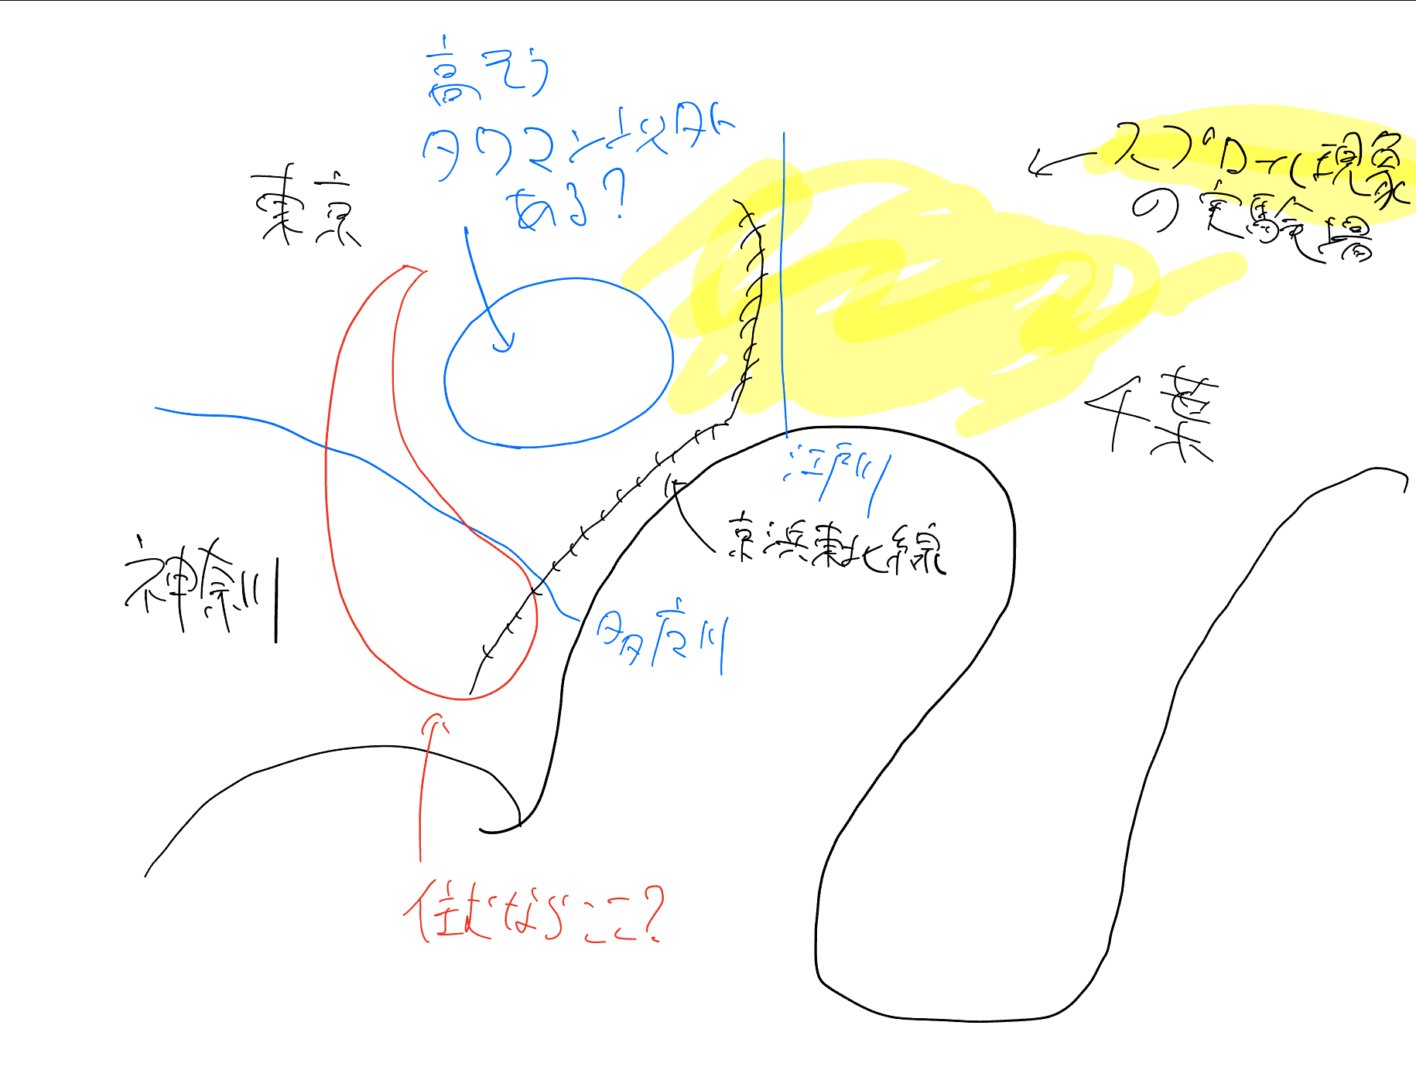 高そう
タワマン以外
ある?
スプロール現象
の実験場
東京
千葉
江戸川
京浜東北線
神奈川
多摩川
住むならここ?